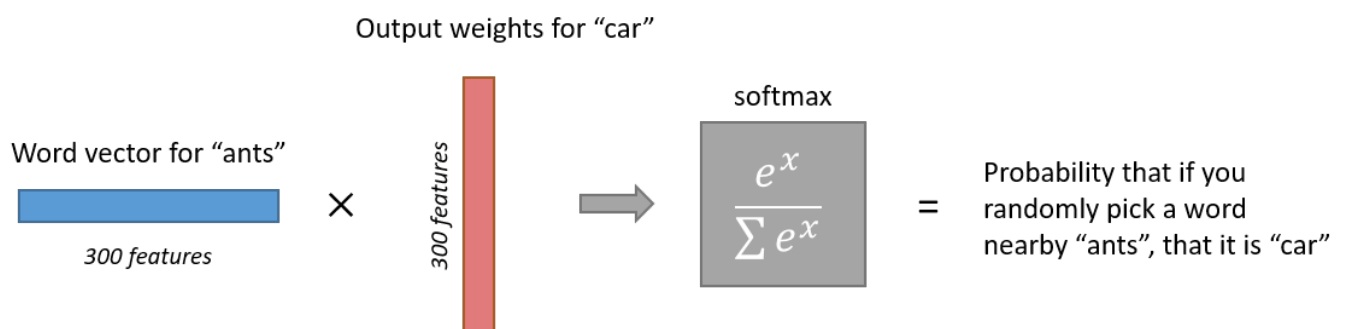 Output weights for “car”
softmax
Word vector for “ants”
300 features
×
300 features
e^x
∑ e^x
=
Probability that if you
randomly pick a word
nearby “ants”, that it is “car”